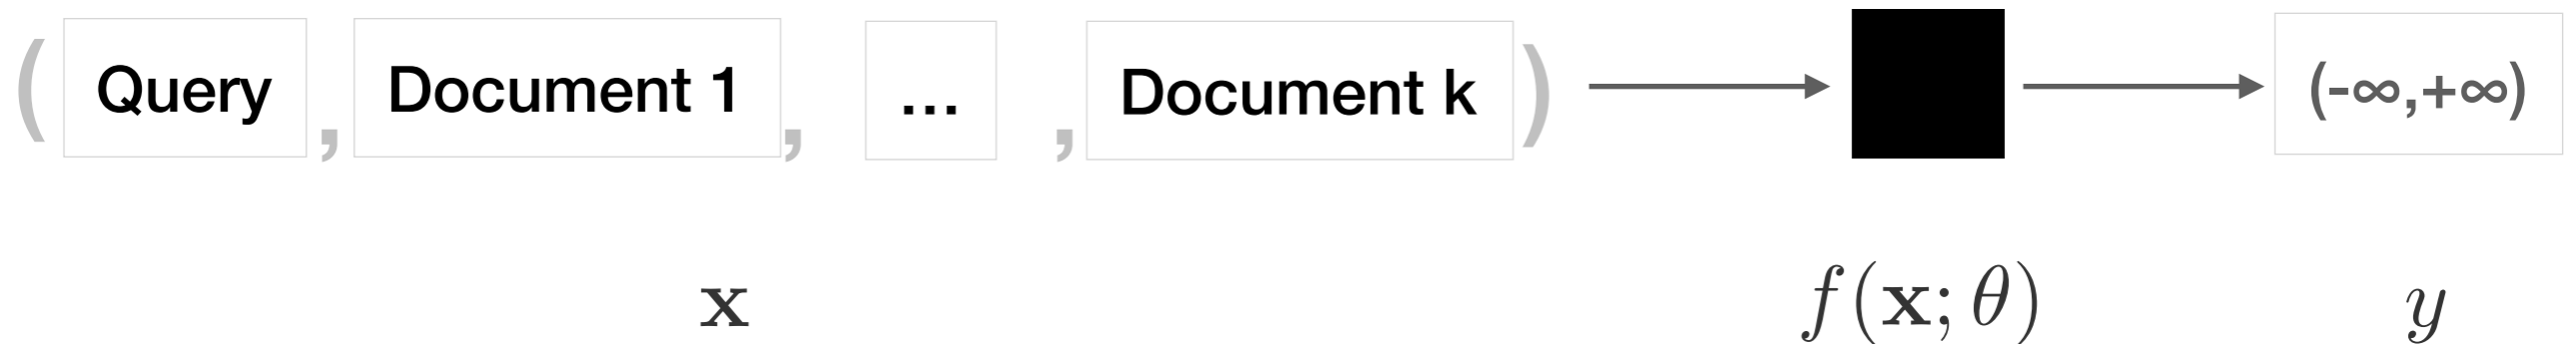 ( Query , Document 1 , ... , Document k ) (-∞,+∞)
x f(x; θ) y